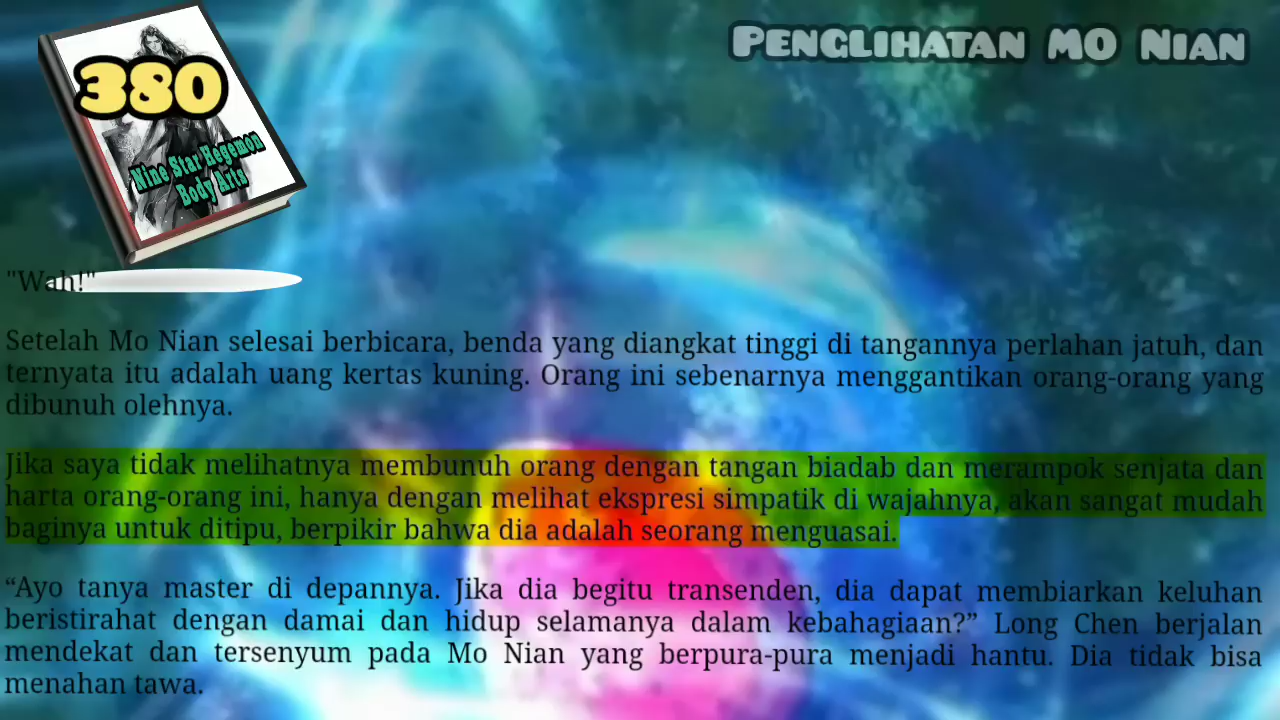 PENGLIHATAN MO NIAN
380
Nine Star Hegemon
Body Arts
"Wah!"
Setelah Mo Nian selesai berbicara, benda yang diangkat tinggi di tangannya perlahan jatuh, dan
ternyata itu adalah uang kertas kuning. Orang ini sebenarnya menggantikan orang-orang yang
dibunuh olehnya.
Jika saya tidak melihatnya membunuh orang dengan tangan biadab dan merampok senjata dan
harta orang-orang ini, hanya dengan melihat ekspresi simpatik di wajahnya, akan sangat mudah
baginya untuk ditipu, berpikir bahwa dia adalah seorang menguasai.
“Ayo tanya master di depannya. Jika dia begitu transenden, dia dapat membiarkan keluhan
beristirahat dengan damai dan hidup selamanya dalam kebahagiaan?” Long Chen berjalan
mendekat dan tersenyum pada Mo Nian yang berpura-pura menjadi hantu. Dia tidak bisa
menahan tawa.